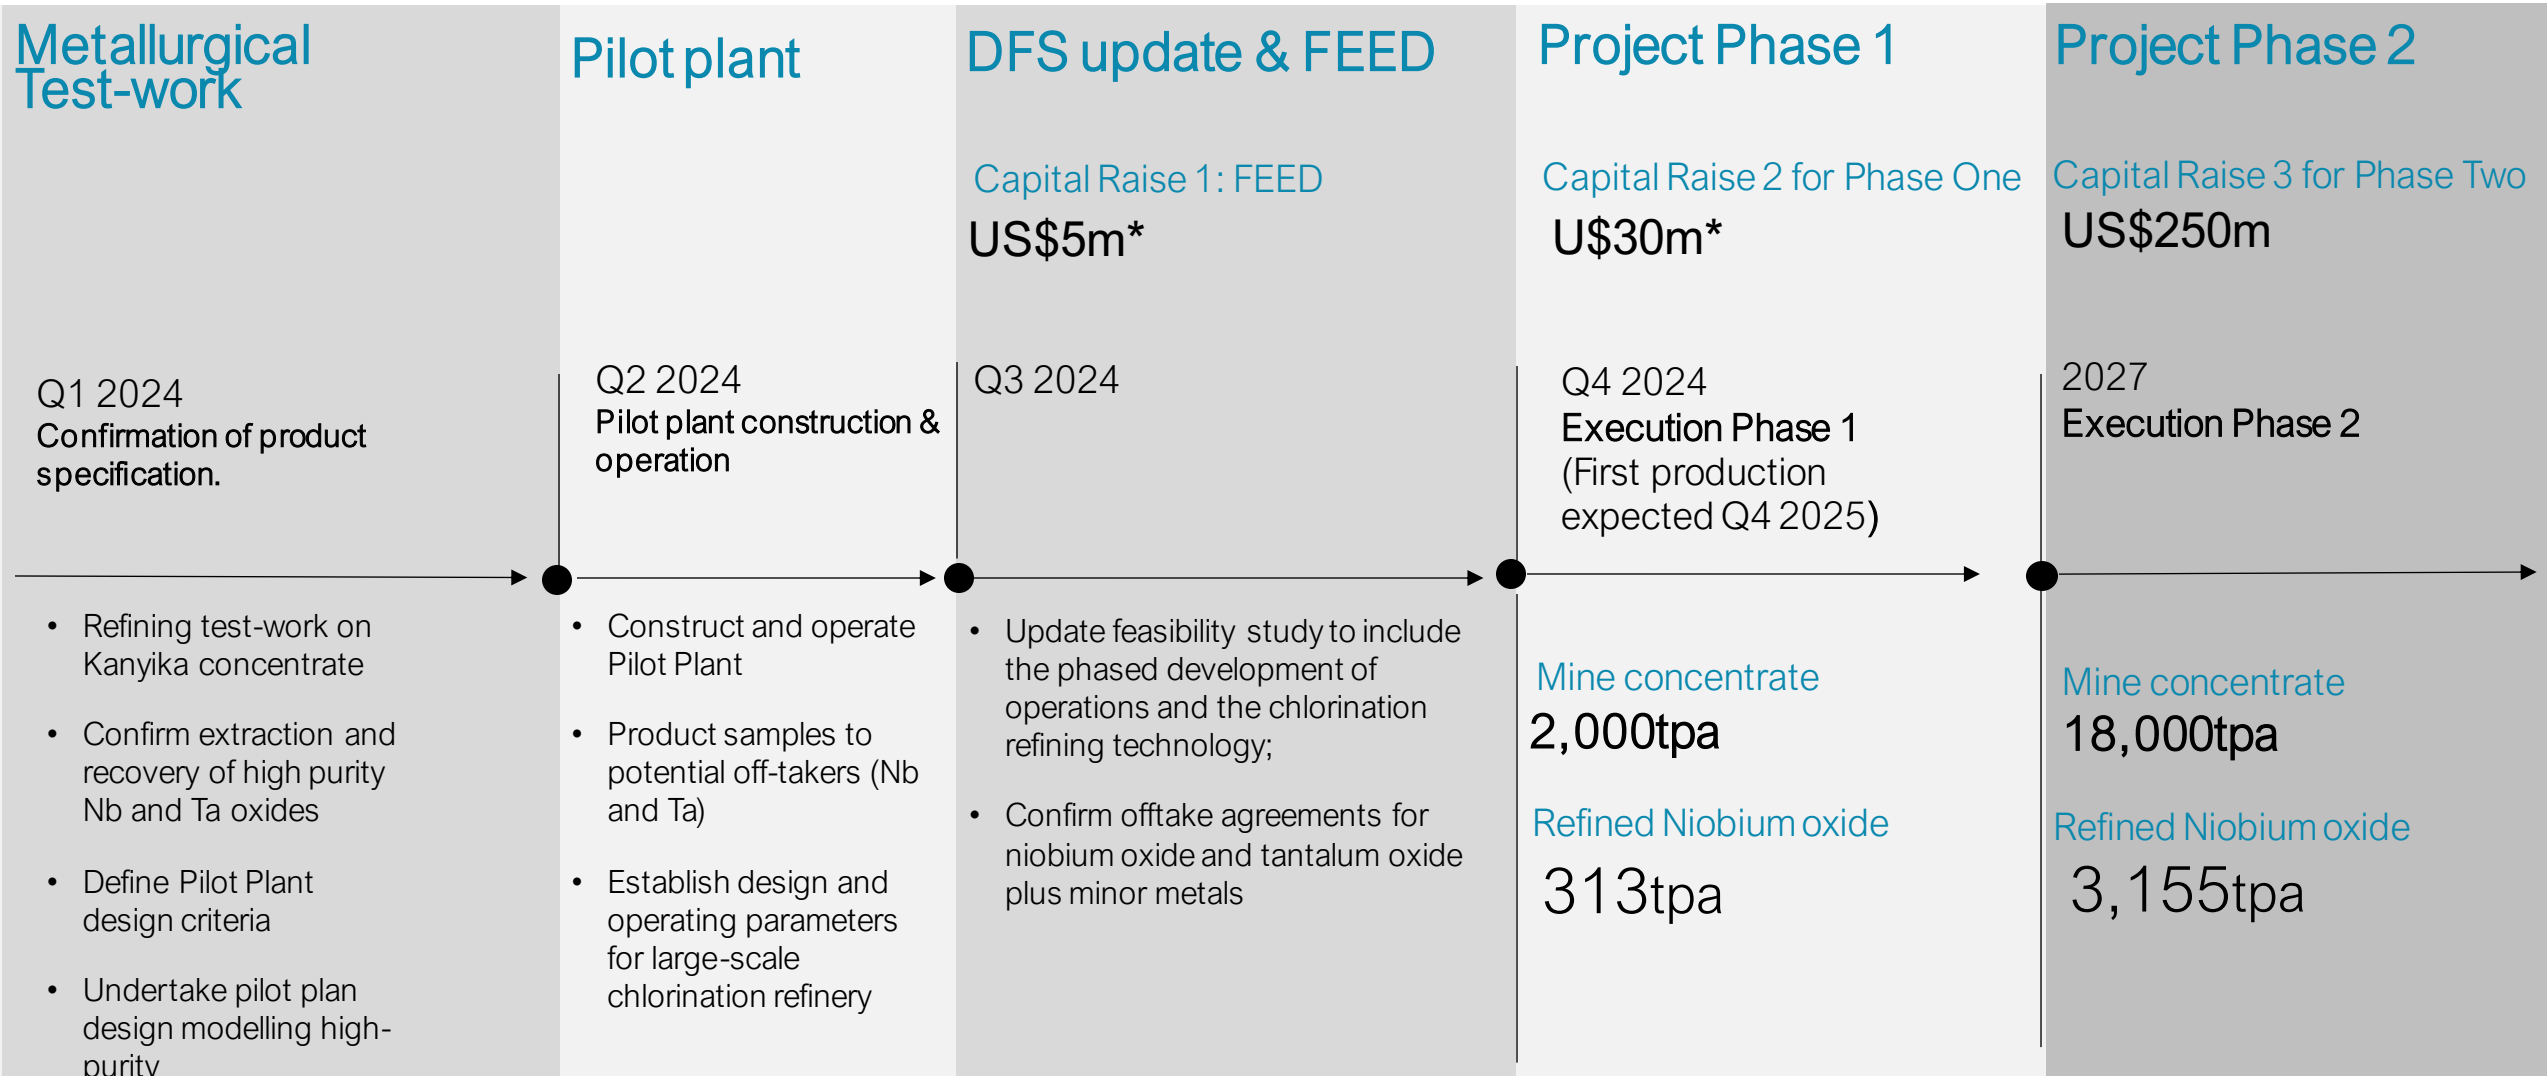 Metallurgical
Test-work
Pilot plant
DFS update & FEED
Project Phase 1
Project Phase 2
Capital Raise 1: FEED
US$5m*
Capital Raise 2 for Phase One
U$30m*
Capital Raise 3 for Phase Two
US$250m
Q1 2024
Confirmation of product
specification.
Q2 2024
Pilot plant construction &
operation
Q3 2024
Q4 2024
Execution Phase 1
(First production
expected Q4 2025)
2027
Execution Phase 2
• Refining test-work on
Kanyika concentrate
• Confirm extraction and
recovery of high purity
Nb and Ta oxides
• Define Pilot Plant
design criteria
• Undertake pilot plan
design modelling high-
purity
• Construct and operate
Pilot Plant
• Product samples to
potential off-takers (Nb
and Ta)
• Establish design and
operating parameters
for large-scale
chlorination refinery
• Update feasibility study to include
the phased development of
operations and the chlorination
refining technology;
• Confirm offtake agreements for
niobium oxide and tantalum oxide
plus minor metals
Mine concentrate
2,000tpa
Refined Niobium oxide
313tpa
Mine concentrate
18,000tpa
Refined Niobium oxide
3,155tpa